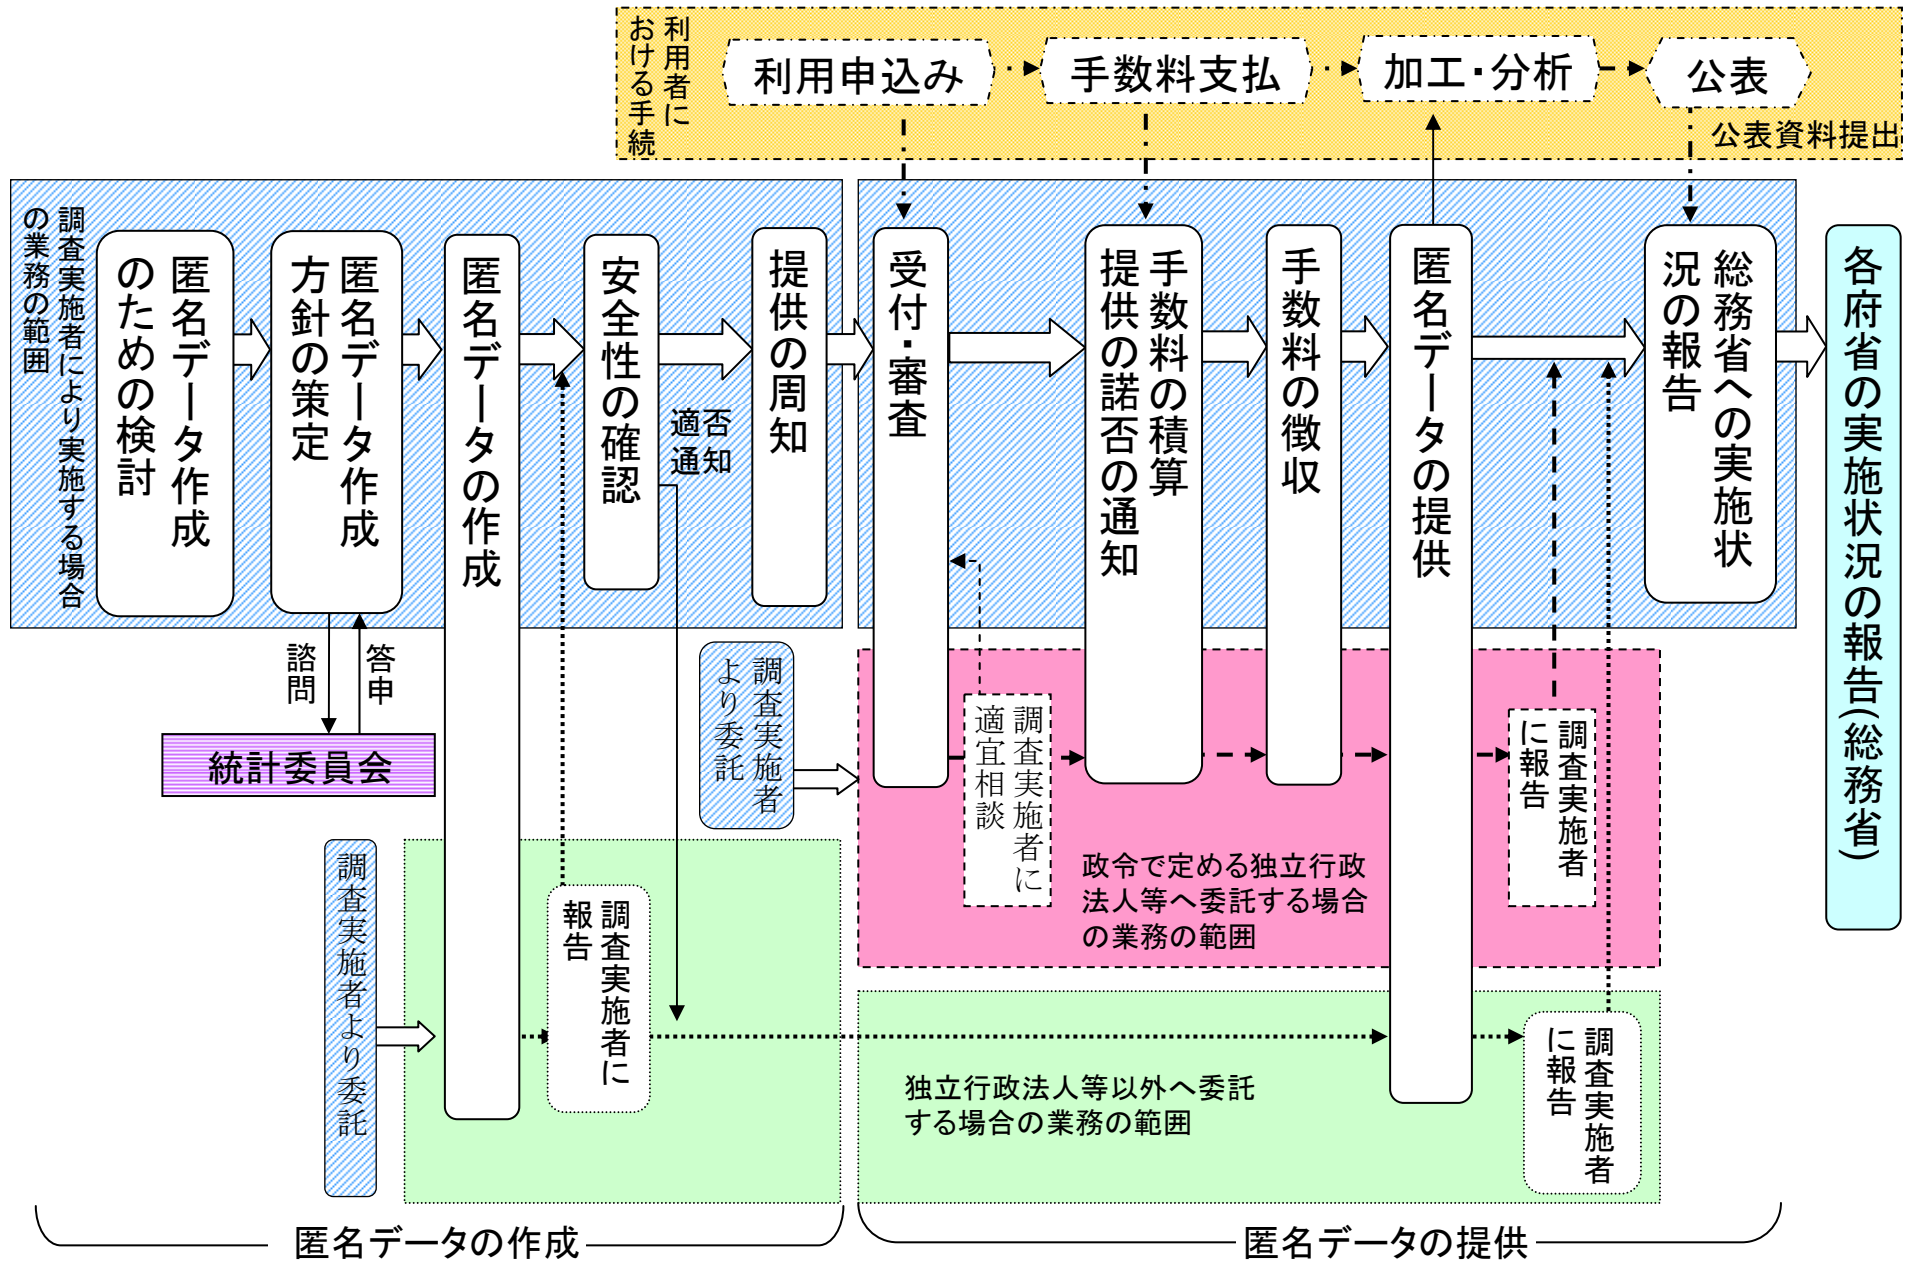 利用者に
おける手続
利用申込み
手数料支払
加工・分析
公表
公表資料提出
調査実施者により実施する場合
の業務の範囲
匿名データ作成
のための検討
匿名データ作成
方針の策定
匿名データの作成
安全性の確認
適否
通知
提供の周知
受付・審査
手数料の積算
提供の諾否の通知
手数料の徴収
匿名データの提供
総務省への実施状
況の報告
各府省の実施状況の報告(総務省)
諮問
答申
統計委員会
調査実施者
より委託
調査実施者に
適宜相談
調査実施者
に報告
政令で定める独立行政
法人等へ委託する場合
の業務の範囲
調査実施者より委託
調査実施者に
報告
独立行政法人等以外へ委託
する場合の業務の範囲
調査実施者
に報告
匿名データの作成
匿名データの提供